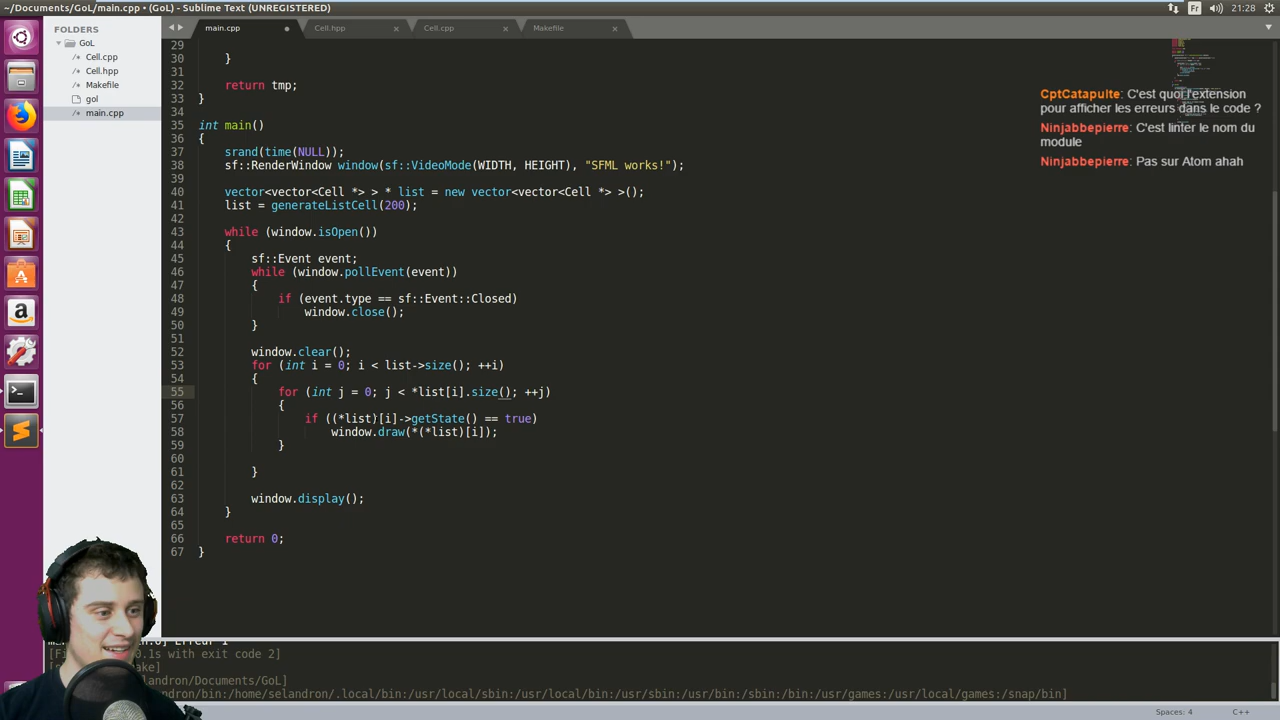 ~/Documents/GoL/main.cpp • (GoL) - Sublime Text (UNREGISTERED)
Fr
21:28
FOLDERS
GoL
/* Cell.cpp
/* Cell.hpp
/* Makefile
gol
/* main.cpp
main.cpp
Cell.hpp
Cell.cpp
Makefile
29
30 }
31
32 return tmp;
33 }
34
35 int main()
36 {
37 srand(time(NULL));
38 sf::RenderWindow window(sf::VideoMode(WIDTH, HEIGHT), "SFML works!");
39
40 vector<vector<Cell *> > * list = new vector<vector<Cell *> >();
41 list = generateListCell(200);
42
43 while (window.isOpen())
44 {
45 sf::Event event;
46 while (window.pollEvent(event))
47 {
48 if (event.type == sf::Event::Closed)
49 window.close();
50 }
51
52 window.clear();
53 for (int i = 0; i < list->size(); ++i)
54 {
55 for (int j = 0; j < *list[i].size(); ++j)
56 {
57 if ((*list)[i]->getState() == true)
58 window.draw(*(*list)[i]);
59 }
60
61 }
62
63 window.display();
64 }
65
66 return 0;
67 }
CptCatapulte: C'est quoi l'extension
pour afficher les erreurs dans le code ?
Ninjabbepierre: C'est linter le nom du
module
Ninjabbepierre: Pas sur Atom ahah
0.1s with exit code 2]
/Documents/GoL]
/bin:/home/selandron/.local/bin:/usr/local/sbin:/usr/local/bin:/usr/sbin:/usr/bin:/sbin:/bin:/usr/games:/usr/local/games:/snap/bin]
Spaces: 4
C++